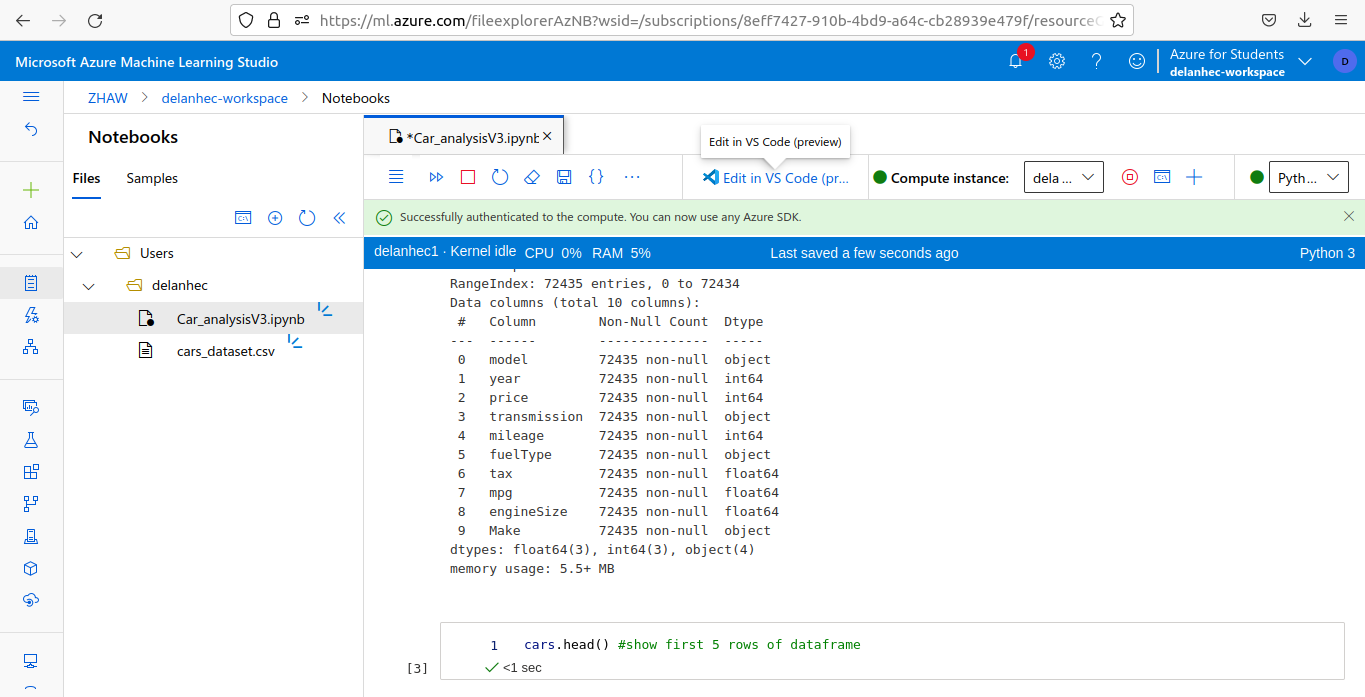 https://ml.azure.com/fileexplorerAzNB?wsid=/subscriptions/8eff7427-910b-4bd9-a64c-cb28939e479f/resourceG
Microsoft Azure Machine Learning Studio
1
Azure for Students
delanhec-workspace
D
ZHAW > delanhec-workspace > Notebooks
Notebooks
*Car_analysisV3.ipynb
Edit in VS Code (preview)
Files Samples
Edit in VS Code (pr...
Compute instance:
dela ...
Pyth ...
Successfully authenticated to the compute. You can now use any Azure SDK.
Users
delanhec
Car_analysisV3.ipynb
cars_dataset.csv
delanhec1 · Kernel idle CPU 0% RAM 5% Last saved a few seconds ago Python 3
RangeIndex: 72435 entries, 0 to 72434
Data columns (total 10 columns):
# Column Non-Null Count Dtype
--- ------ -------------- -----
0 model 72435 non-null object
1 year 72435 non-null int64
2 price 72435 non-null int64
3 transmission 72435 non-null object
4 mileage 72435 non-null int64
5 fuelType 72435 non-null object
6 tax 72435 non-null float64
7 mpg 72435 non-null float64
8 engineSize 72435 non-null float64
9 Make 72435 non-null object
dtypes: float64(3), int64(3), object(4)
memory usage: 5.5+ MB
1 cars.head() #show first 5 rows of dataframe
[3] <1 sec